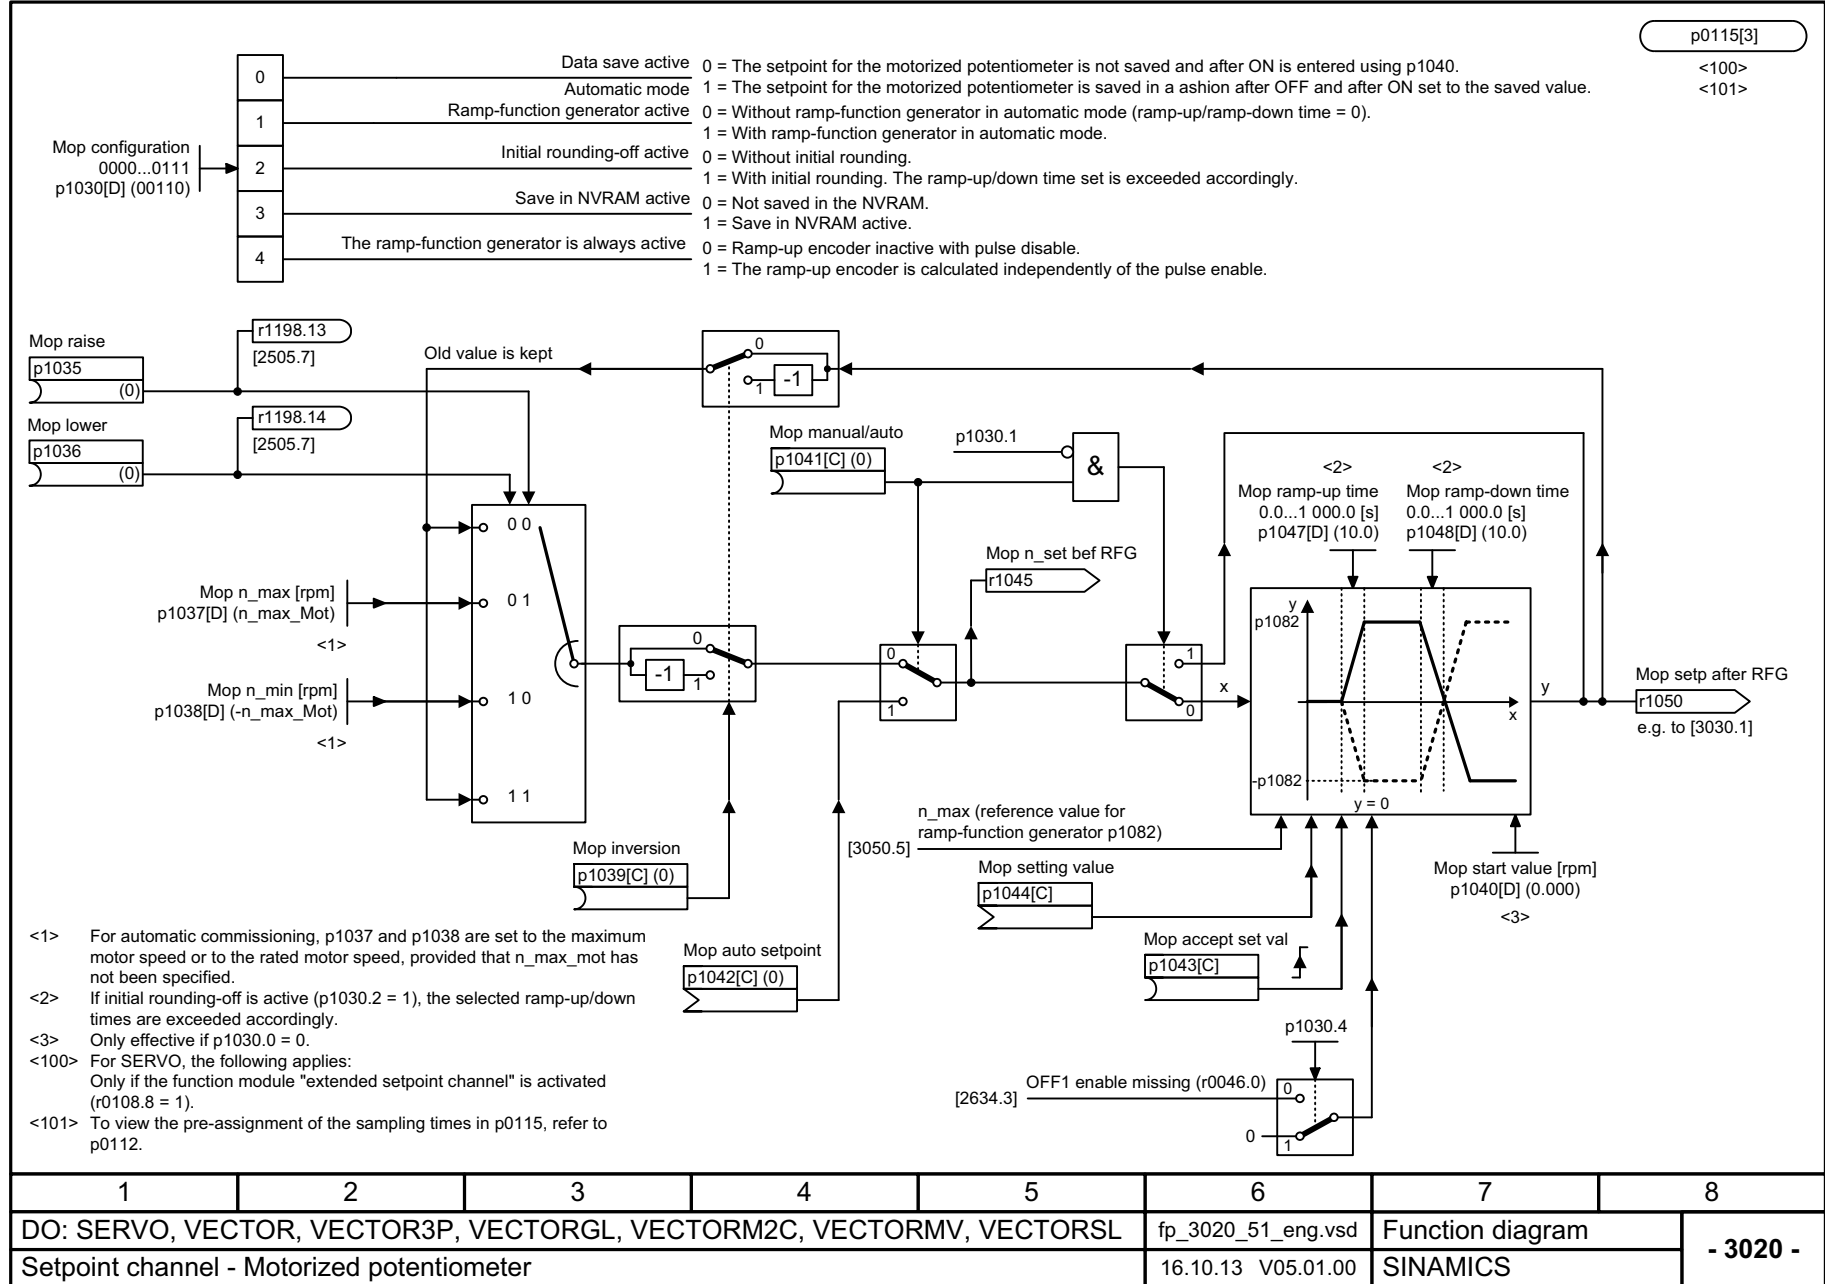 p0115[3]
<100>
<101>
Mop configuration
0000...0111
p1030[D] (00110)
0
1
2
3
4
Data save active
Automatic mode
Ramp-function generator active
Initial rounding-off active
Save in NVRAM active
The ramp-function generator is always active
0 = The setpoint for the motorized potentiometer is not saved and after ON is entered using p1040.
1 = The setpoint for the motorized potentiometer is saved in a ashion after OFF and after ON set to the saved value.
0 = Without ramp-function generator in automatic mode (ramp-up/ramp-down time = 0).
1 = With ramp-function generator in automatic mode.
0 = Without initial rounding.
1 = With initial rounding. The ramp-up/down time set is exceeded accordingly.
0 = Not saved in the NVRAM.
1 = Save in NVRAM active.
0 = Ramp-up encoder inactive with pulse disable.
1 = The ramp-up encoder is calculated independently of the pulse enable.
Mop raise
p1035
(0)
r1198.13
[2505.7]
Mop lower
p1036
(0)
r1198.14
[2505.7]
Old value is kept
0
1
-1
Mop manual/auto
p1041[C] (0)
p1030.1
&
<2>
Mop ramp-up time
0.0...1 000.0 [s]
p1047[D] (10.0)
<2>
Mop ramp-down time
0.0...1 000.0 [s]
p1048[D] (10.0)
0 0
0 1
1 0
1 1
Mop n_max [rpm]
p1037[D] (n_max_Mot)
<1>
Mop n_min [rpm]
p1038[D] (-n_max_Mot)
<1>
0
-1
1
Mop n_set bef RFG
r1045
0
1
1
0
x
y
p1082
x
-p1082
y = 0
y
Mop setp after RFG
r1050
e.g. to [3030.1]
Mop inversion
p1039[C] (0)
Mop auto setpoint
p1042[C] (0)
n_max (reference value for
ramp-function generator p1082)
[3050.5]
Mop setting value
p1044[C]
Mop accept set val
p1043[C]
Mop start value [rpm]
p1040[D] (0.000)
<3>
p1030.4
OFF1 enable missing (r0046.0)
[2634.3]
0
0
1
<1> For automatic commissioning, p1037 and p1038 are set to the maximum
motor speed or to the rated motor speed, provided that n_max_mot has
not been specified.
<2> If initial rounding-off is active (p1030.2 = 1), the selected ramp-up/down
times are exceeded accordingly.
<3> Only effective if p1030.0 = 0.
<100> For SERVO, the following applies:
Only if the function module "extended setpoint channel" is activated
(r0108.8 = 1).
<101> To view the pre-assignment of the sampling times in p0115, refer to
p0112.
1 2 3 4 5 6 7 8
DO: SERVO, VECTOR, VECTOR3P, VECTORGL, VECTORM2C, VECTORMV, VECTORSL
fp_3020_51_eng.vsd
Function diagram
- 3020 -
Setpoint channel - Motorized potentiometer
16.10.13 V05.01.00
SINAMICS